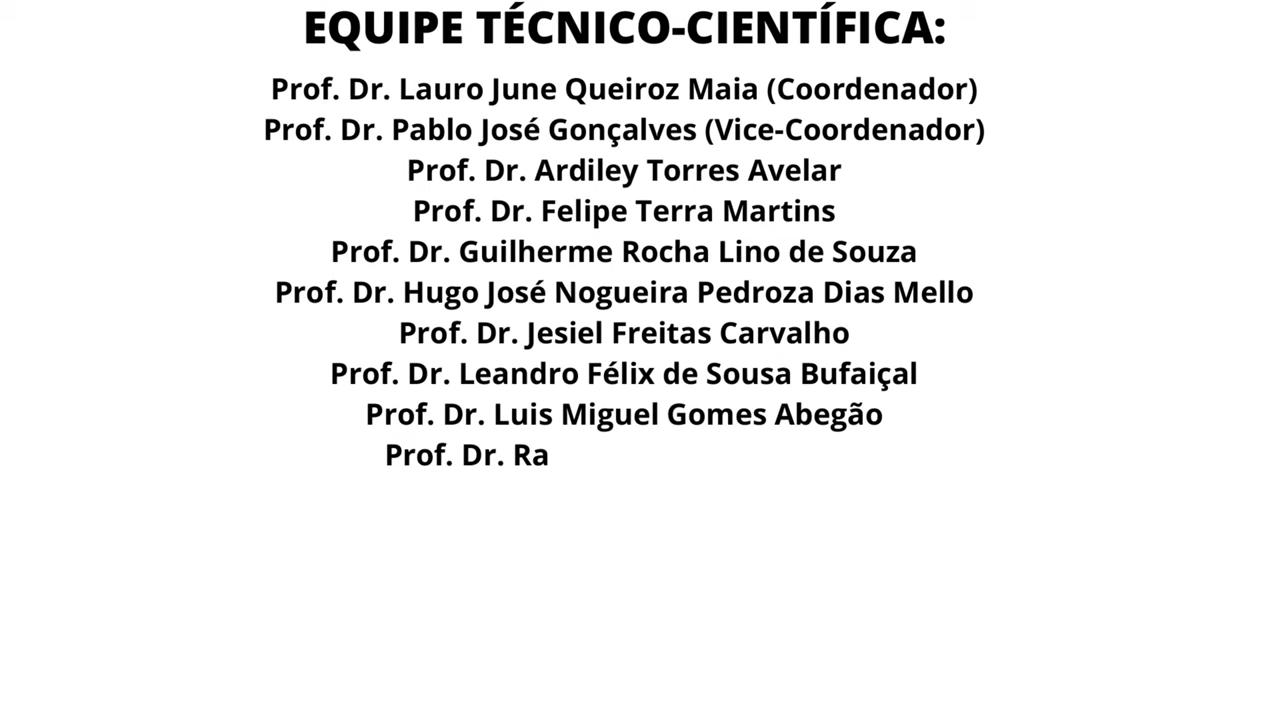 EQUIPE TÉCNICO-CIENTÍFICA:
Prof. Dr. Lauro June Queiroz Maia (Coordenador)
Prof. Dr. Pablo José Gonçalves (Vice-Coordenador)
Prof. Dr. Ardiley Torres Avelar
Prof. Dr. Felipe Terra Martins
Prof. Dr. Guilherme Rocha Lino de Souza
Prof. Dr. Hugo José Nogueira Pedroza Dias Mello
Prof. Dr. Jesiel Freitas Carvalho
Prof. Dr. Leandro Félix de Sousa Bufaiçal
Prof. Dr. Luis Miguel Gomes Abegão
Prof. Dr. Ra